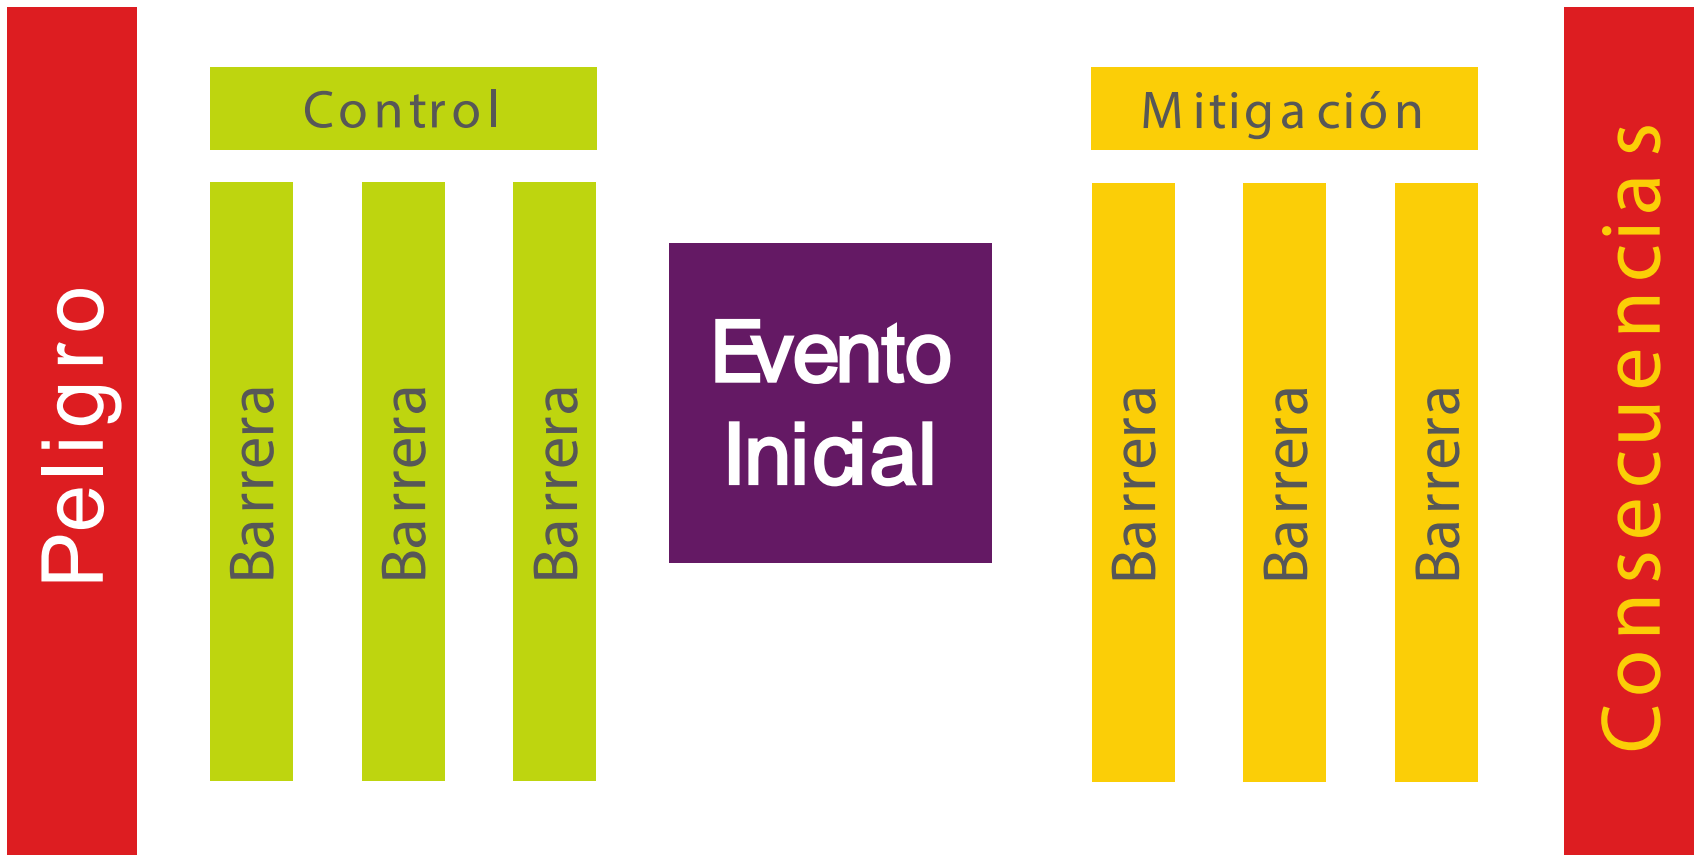 Peligro
Control
Barrera
Barrera
Barrera
Evento
Inicial
Mitigación
Barrera
Barrera
Barrera
Consecuencias